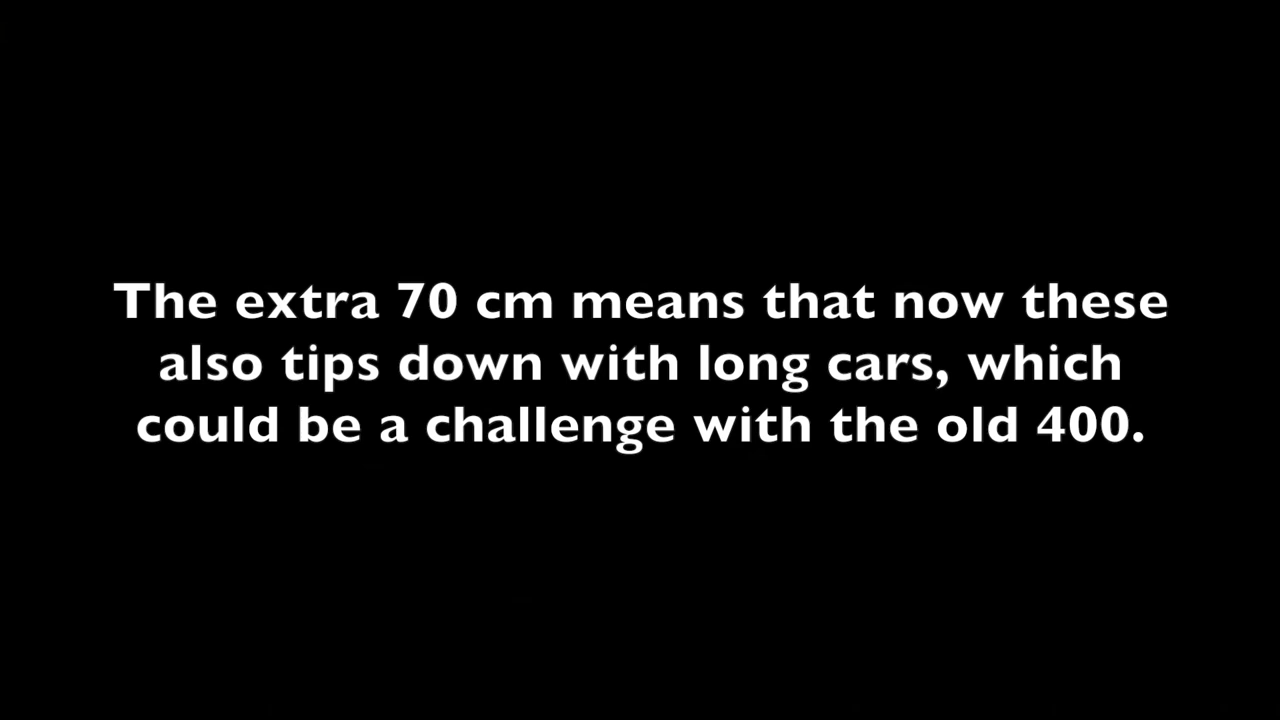 The extra 70 cm means that now these
also tips down with long cars, which
could be a challenge with the old 400.